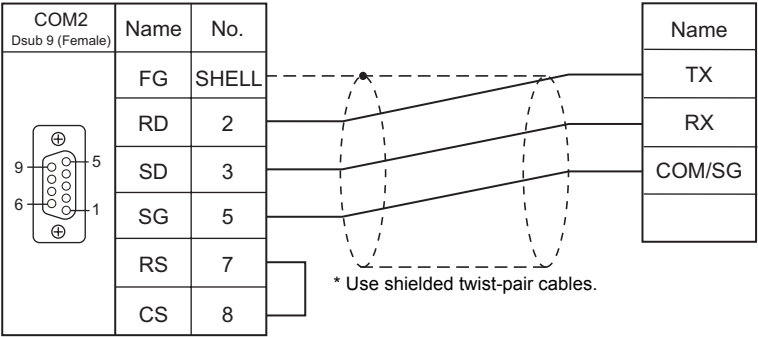 COM2
Dsub 9 (Female)
Name No.
FG SHELL
RD 2
SD 3
SG 5
RS 7
CS 8
9 5
6 1
Name
TX
RX
COM/SG
* Use shielded twist-pair cables.